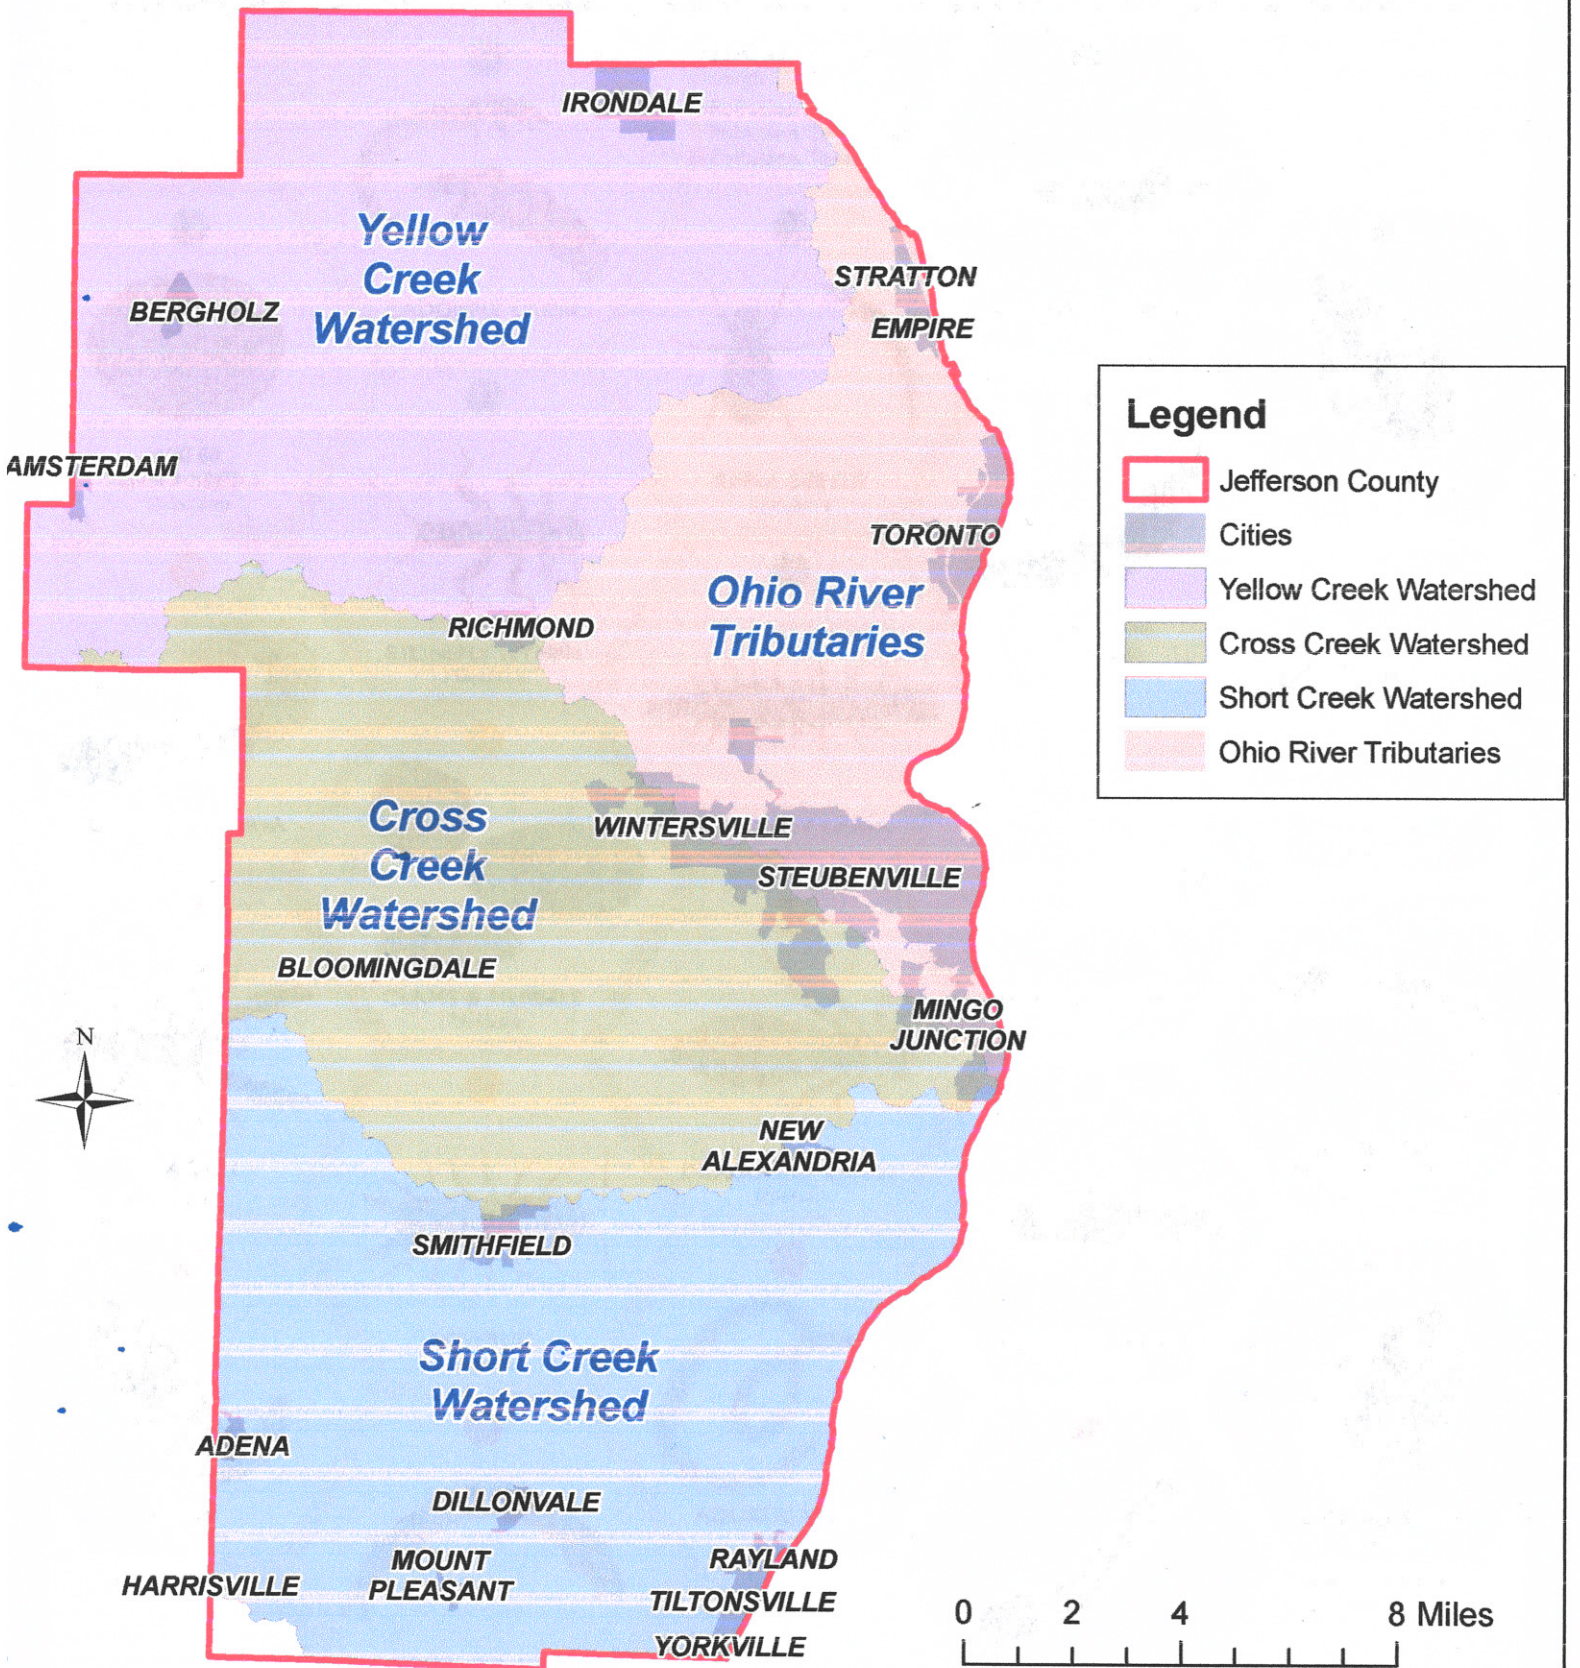 IRONDALE
Yellow
Creek
Watershed
STRATTON
BERGHOLZ
EMPIRE
AMSTERDAM
TORONTO
Ohio River
Tributaries
RICHMOND
Cross
Creek
Watershed
WINTERSVILLE
STEUBENVILLE
BLOOMINGDALE
MINGO
JUNCTION
N
NEW
ALEXANDRIA
SMITHFIELD
Short Creek
Watershed
ADENA
DILLONVALE
MOUNT
PLEASANT
RAYLAND
HARRISVILLE
TILTONSVILLE
YORKVILLE
Legend
Jefferson County
Cities
Yellow Creek Watershed
Cross Creek Watershed
Short Creek Watershed
Ohio River Tributaries
0 2 4 8 Miles